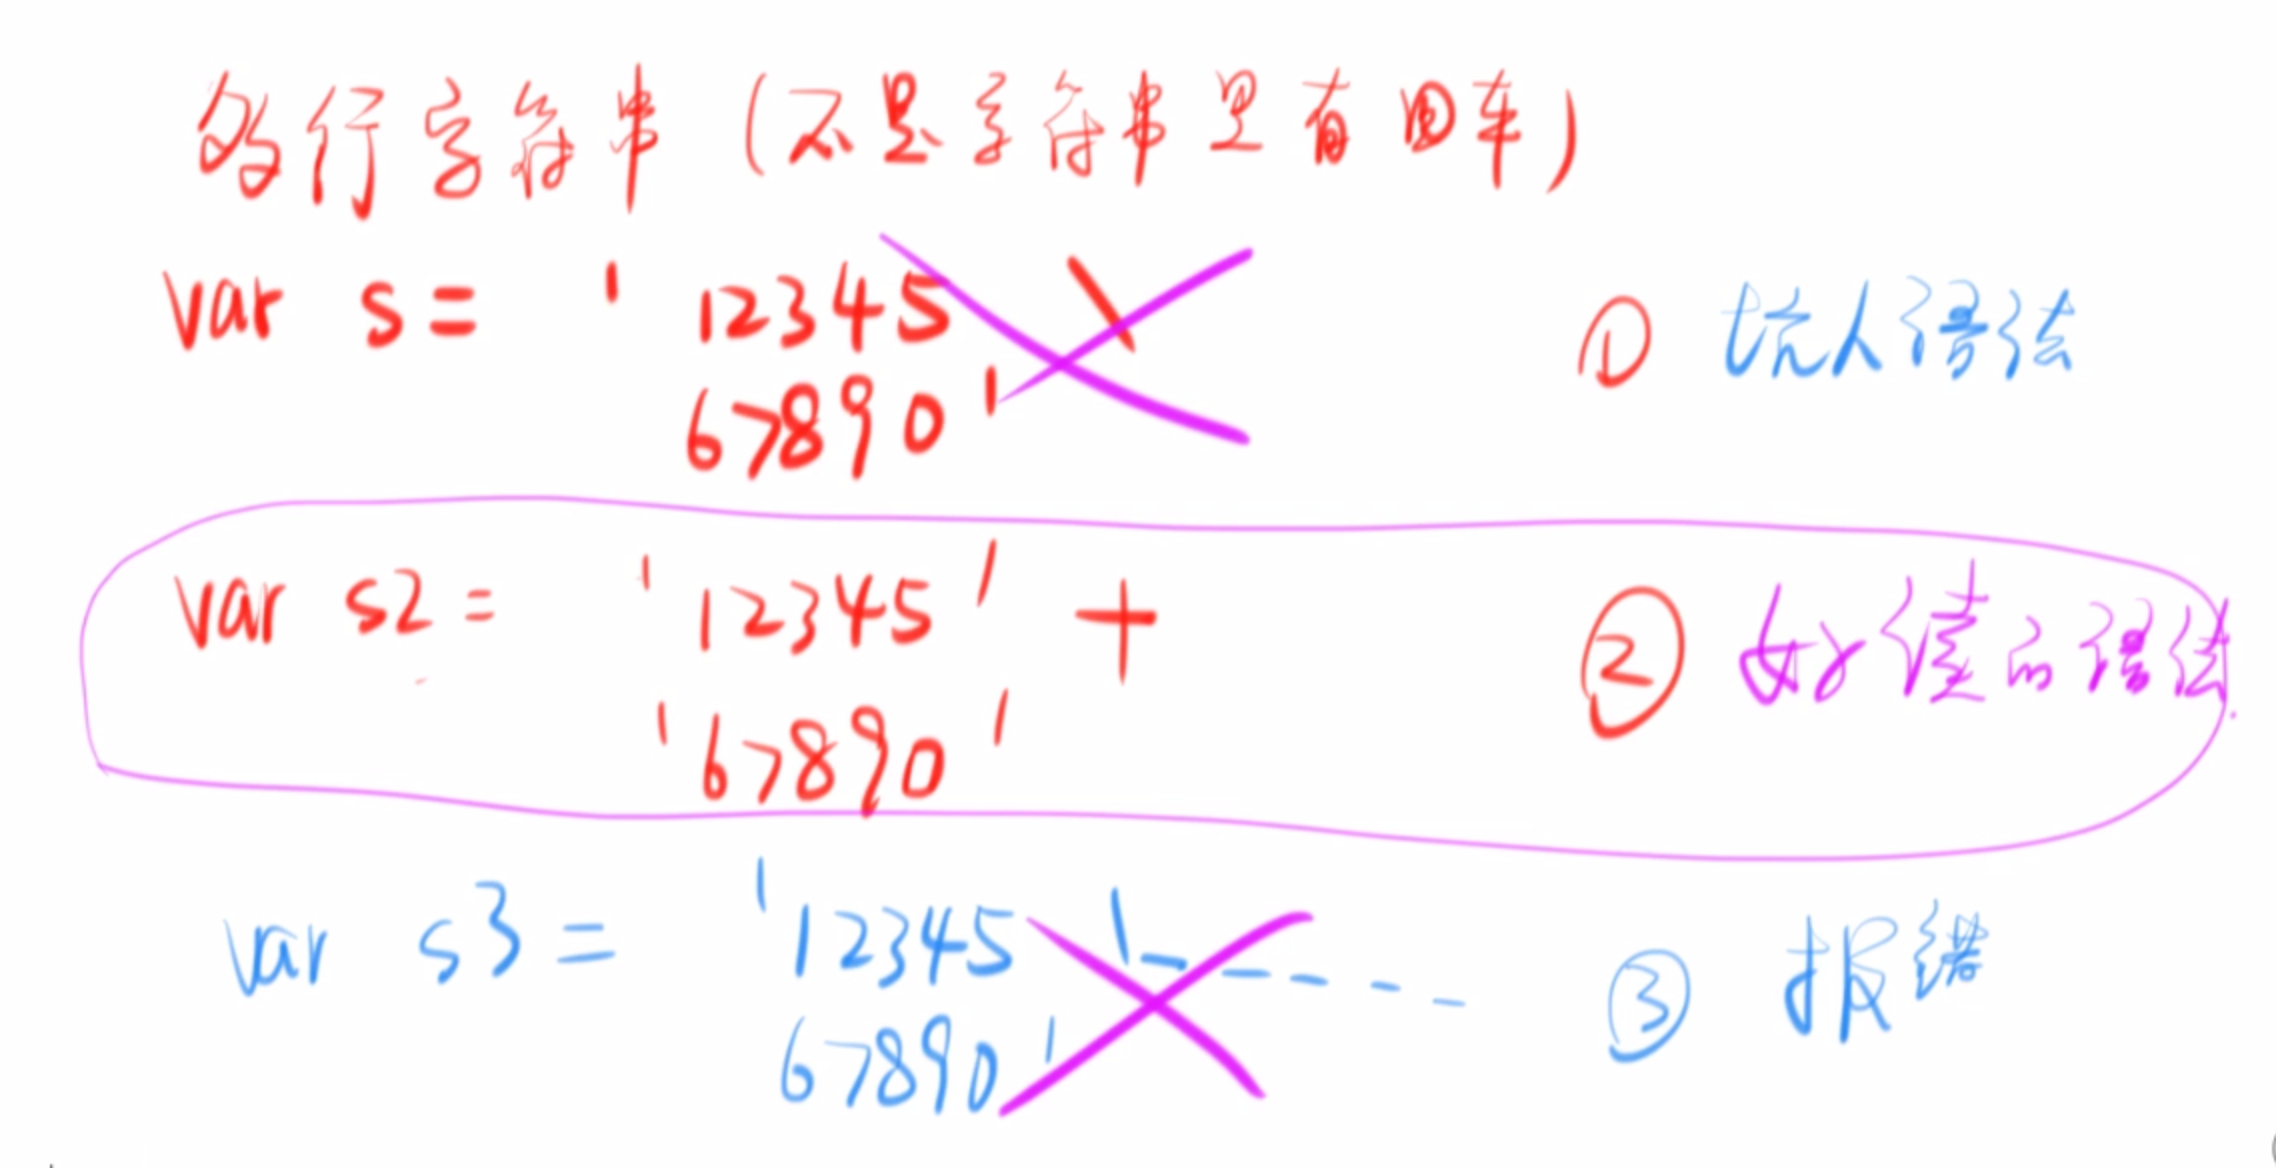 多行字符串(不是字符串里有回车)
var s = '12345\ ① 坑人语法
67890'
var s2 = '12345' + ② 好使的语法
'67890'
var s3 = '12345\----- ③ 报错
67890'